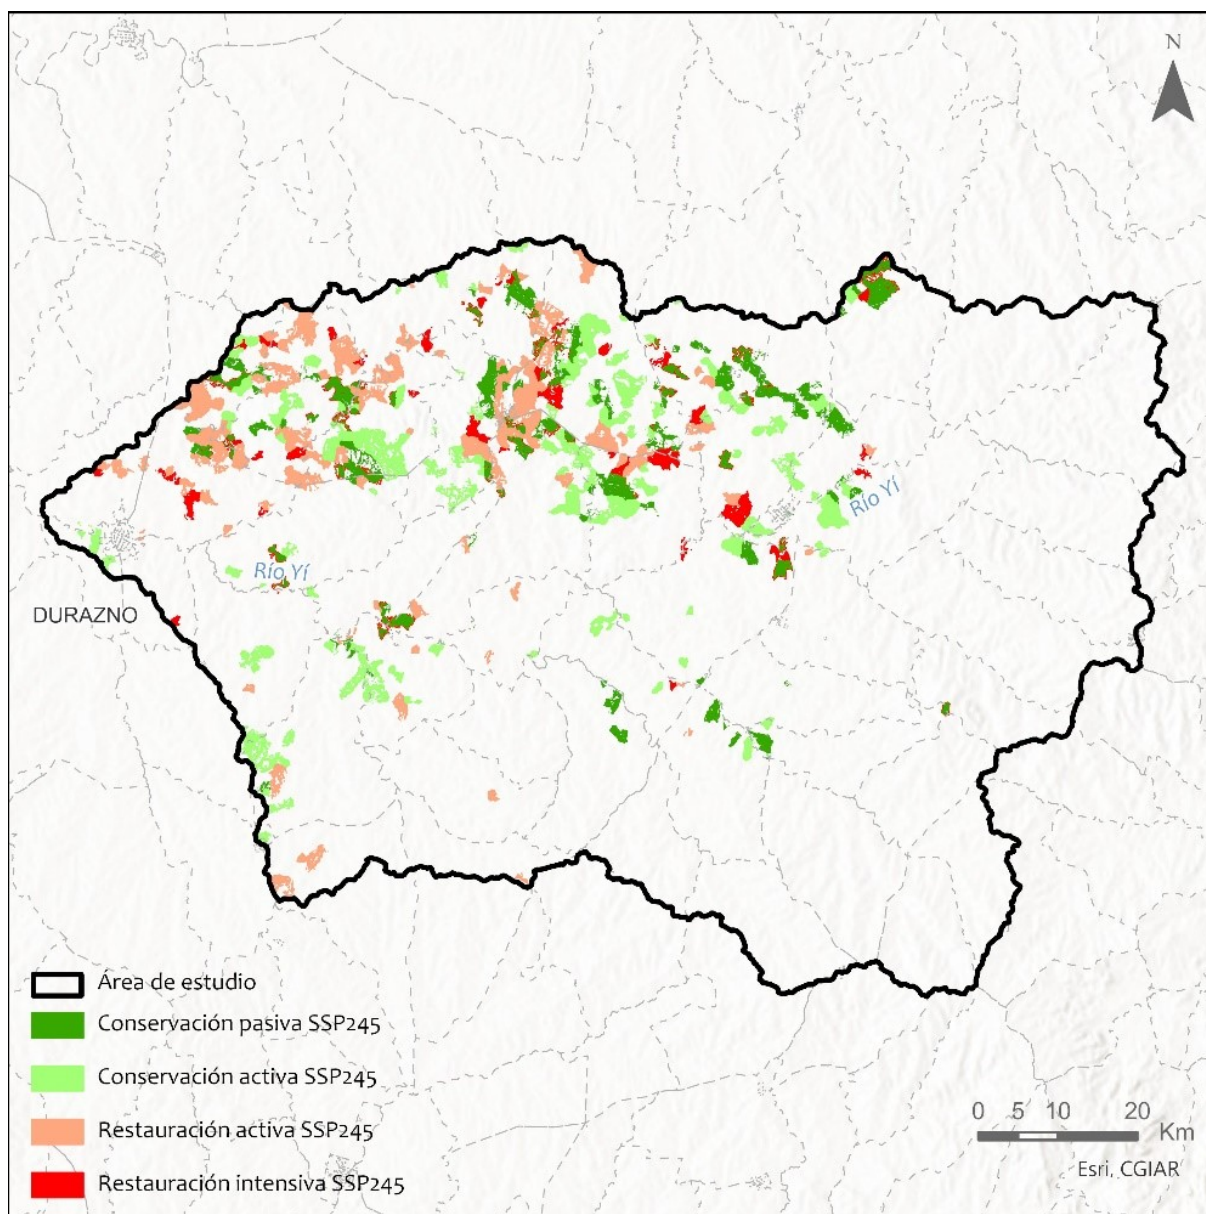 N
Río Yí
Río Yí
DURAZNO
Área de estudio
Conservación pasiva SSP245
Conservación activa SSP245
Restauración activa SSP245
Restauración intensiva SSP245
0 5 10 20
Km
Esri, CGIAR